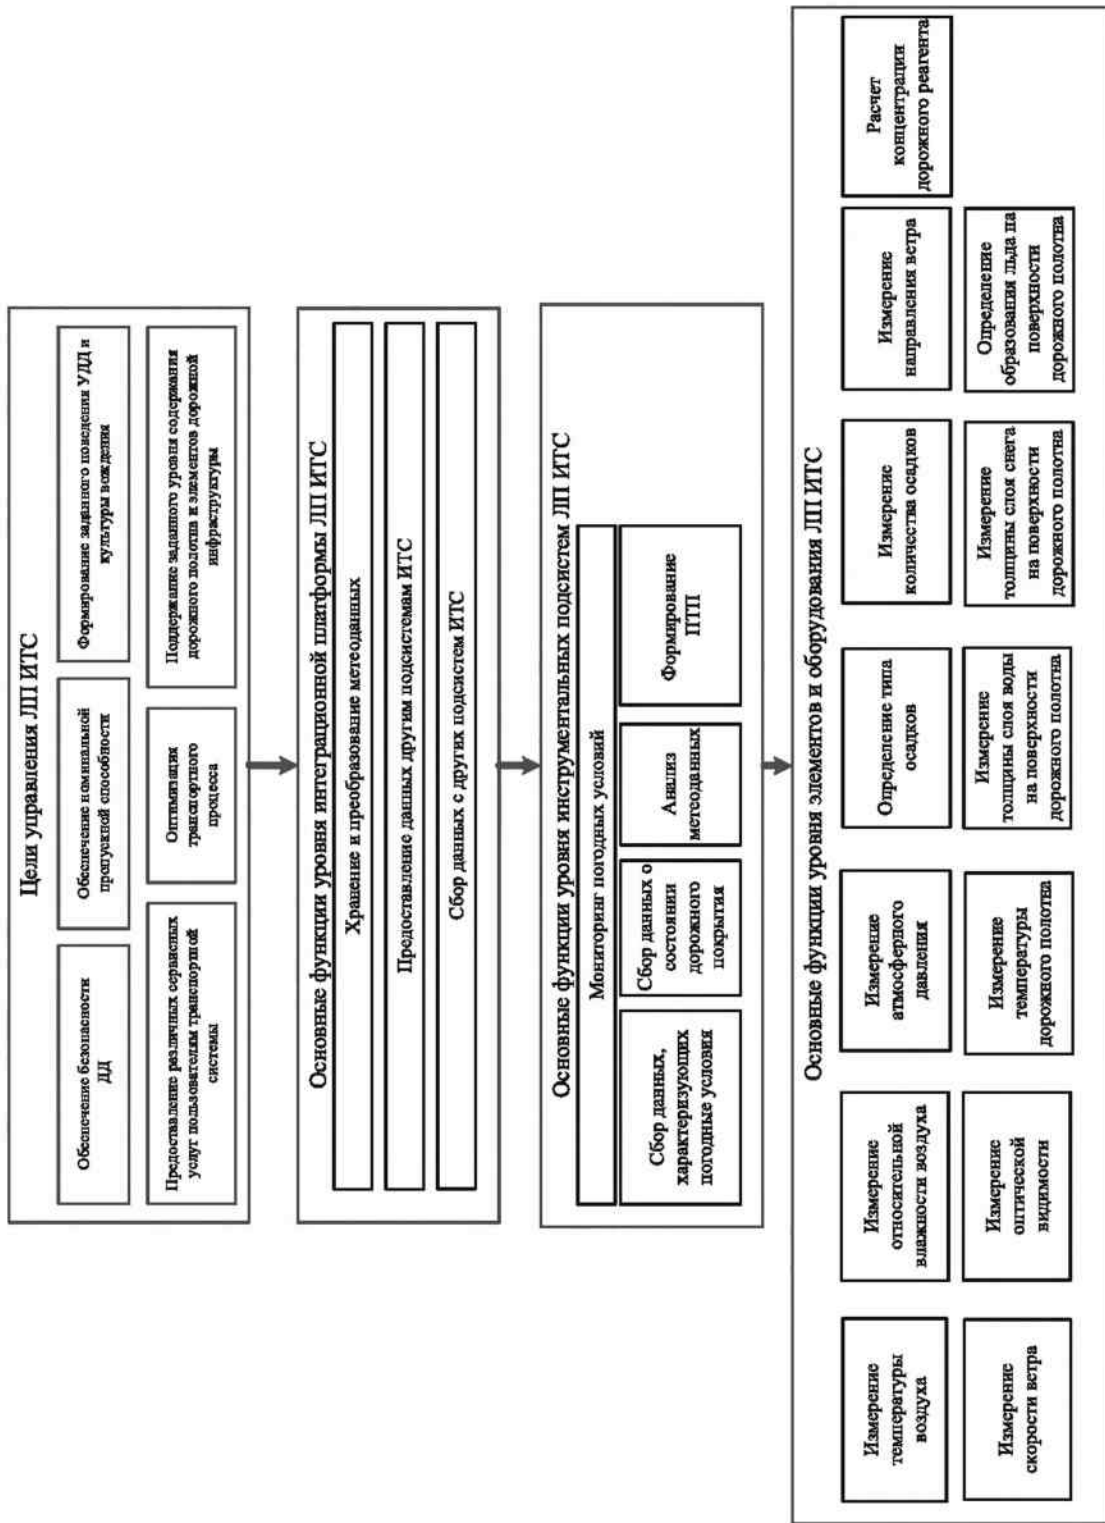 Цели управления ЛП ИТС
Обеспечение безопасности
ДД
Обеспечение номинальной
пропускной способности
Формирование заданного поведения УДД и
культуры вождения
Предоставление различных сервисных
услуг пользователям транспортной
системы
Оптимизация
транспортного
процесса
Поддержание заданного уровня содержания
дорожного полотна и элементов дорожной
инфраструктуры
Основные функции уровня интеграционной платформы ЛП ИТС
Хранение и преобразование метеоданных
Предоставление данных другим подсистемам ИТС
Сбор данных с других подсистем ИТС
Основные функции уровня инструментальных подсистем ЛП ИТС
Мониторинг погодных условий
Сбор данных,
характеризующих
погодные условия
Сбор данных о
состоянии
дорожного
покрытия
Анализ
метеоданных
Формирование
ПТП
Основные функции уровня элементов и оборудования ЛП ИТС
Измерение
температуры
воздуха
Измерение
относительной
влажности воздуха
Измерение
атмосферного
давления
Определение типа
осадков
Измерение
количества осадков
Измерение
направления ветра
Расчет
концентрации
дорожного реагента
Измерение
скорости ветра
Измерение
оптической
видимости
Измерение
температуры
дорожного полотна
Измерение
толщины слоя воды
на поверхности
дорожного полотна
Измерение
толщины слоя снега
на поверхности
дорожного полотна
Определение
образования льда на
поверхности
дорожного полотна